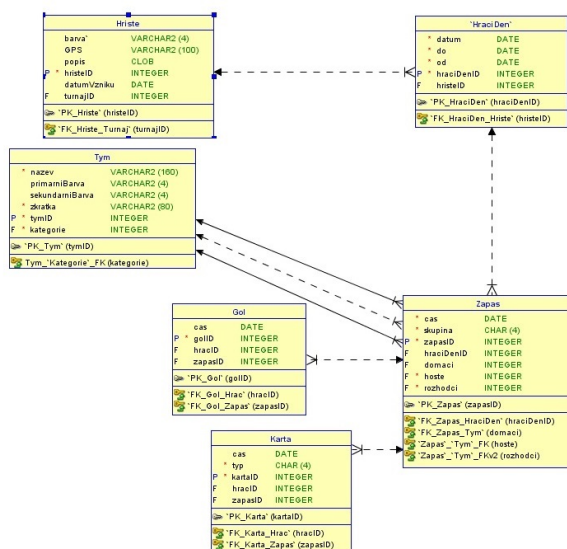 Hriste
barva' VARCHAR2 (4)
GPS VARCHAR2 (100)
popis CLOB
P * hristeID INTEGER
datumVzniku DATE
F turnajID INTEGER
'PK_Hriste' (hristeID)
'FK_Hriste_Turnaj' (turnajID)
'HraciDen'
* datum DATE
* do DATE
* od DATE
P * hraciDenID INTEGER
F hristeID INTEGER
'PK_HraciDen' (hraciDenID)
'FK_HraciDen_Hriste' (hristeID)
Tym
* nazev VARCHAR2 (160)
primarniBarva VARCHAR2 (4)
sekundarniBarva VARCHAR2 (4)
* zkratka VARCHAR2 (80)
P * tymID INTEGER
F * kategorie INTEGER
'PK_Tym' (tymID)
Tym_'Kategorie'_FK (kategorie)
Gol
cas DATE
P * golID INTEGER
F hracID INTEGER
F zapasID INTEGER
'PK_Gol' (golID)
'FK_Gol_Hrac' (hracID)
'FK_Gol_Zapas' (zapasID)
Zapas
* cas DATE
* skupina CHAR (4)
P * zapasID INTEGER
F hraciDenID INTEGER
F domaci INTEGER
F * hoste INTEGER
F * rozhodci INTEGER
'PK_Zapas' (zapasID)
'FK_Zapas_HraciDen' (hraciDenID)
'FK_Zapas_Tym' (domaci)
'Zapas'_'Tym'_FK (hoste)
'Zapas'_'Tym'_FKv2 (rozhodci)
Karta
cas DATE
* typ CHAR (4)
P * kartaID INTEGER
F hracID INTEGER
F zapasID INTEGER
'PK_Karta' (kartaID)
'FK_Karta_Hrac' (hracID)
'FK_Karta_Zapas' (zapasID)